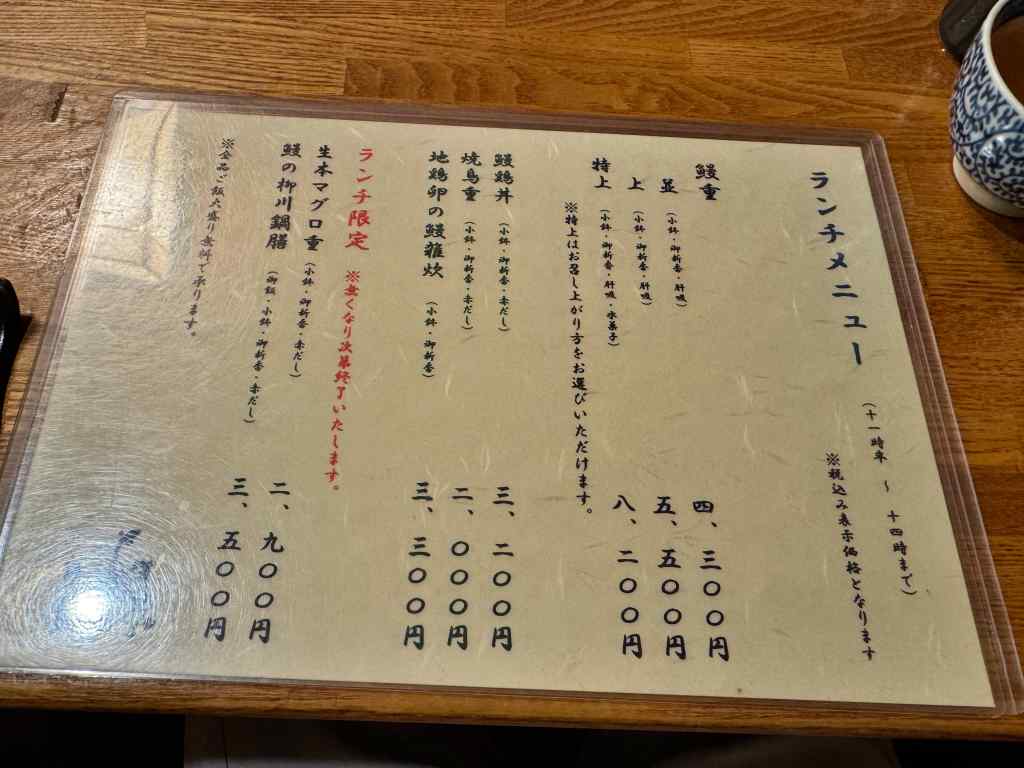 ランチメニュー
(十一時半 ~ 十四時まで)
※税込み表示価格となります
鰻重
並 (小鉢・御新香・肝吸) 四、三〇〇円
上 (小鉢・御新香・肝吸) 五、五〇〇円
特上 (小鉢・御新香・肝吸・水菓子) 八、二〇〇円
※特上はお召し上がり方をお選びいただけます。
鰻鶏丼 (小鉢・御新香・赤だし) 三、二〇〇円
焼鳥重 (小鉢・御新香・赤だし) 二、〇〇〇円
地鶏卵の鰻雑炊 (小鉢・御新香) 三、三〇〇円
ランチ限定 ※無くなり次第終了いたします。
生本マグロ重 (小鉢・御新香・赤だし) 二、九〇〇円
鰻の柳川鍋膳 (御飯・小鉢・御新香・赤だし) 三、五〇〇円
※全品ご飯大盛り無料で承ります。